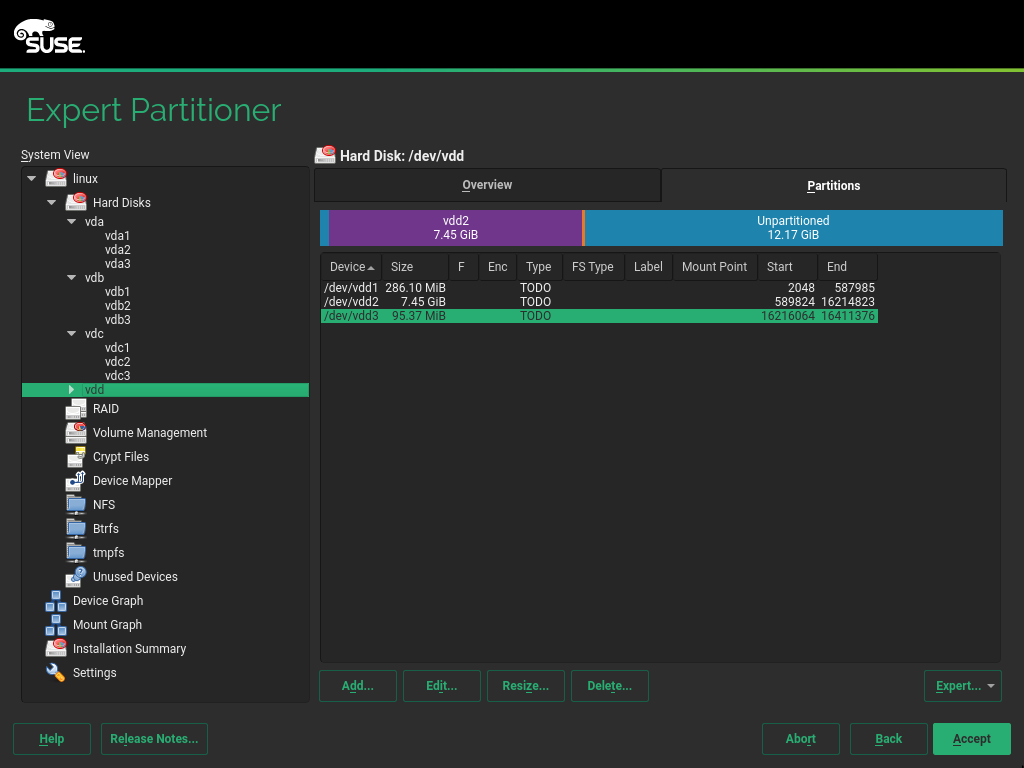 SUSE.
Expert Partitioner
System View
linux
Hard Disks
vda
vda1
vda2
vda3
vdb
vdb1
vdb2
vdb3
vdc
vdc1
vdc2
vdc3
vdd
RAID
Volume Management
Crypt Files
Device Mapper
NFS
Btrfs
tmpfs
Unused Devices
Device Graph
Mount Graph
Installation Summary
Settings
Hard Disk: /dev/vdd
Overview Partitions
vdd2 Unpartitioned
7.45 GiB 12.17 GiB
Device Size F Enc Type FS Type Label Mount Point Start End
/dev/vdd1 286.10 MiB TODO 2048 587985
/dev/vdd2 7.45 GiB TODO 589824 16214823
/dev/vdd3 95.37 MiB TODO 16216064 16411376
Add... Edit... Resize... Delete... Expert...
Help Release Notes... Abort Back Accept